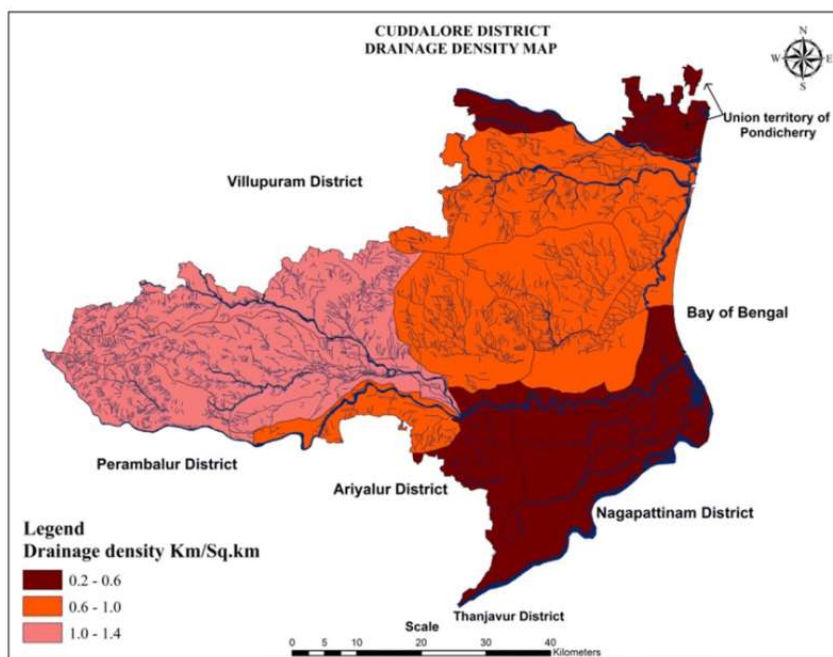 CUDDALORE DISTRICT
DRAINAGE DENSITY MAP
N
W E
S
Union territory of
Pondicherry
Villupuram District
Bay of Bengal
Perambalur District
Ariyalur District
Nagapattinam District
Thanjavur District
Legend
Drainage density Km/Sq.km
0.2 - 0.6
0.6 - 1.0
1.0 - 1.4
Scale
0 5 10 20 30 40
Kilometers